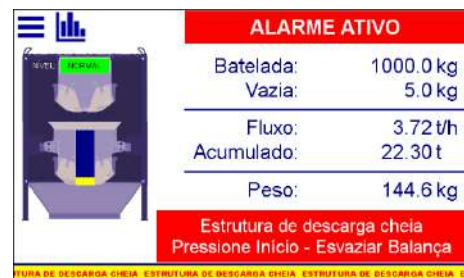 ALARME ATIVO
NIVEL: NORMAL
Batelada: 1000.0 kg
Vazia: 5.0 kg
Fluxo: 3.72 t/h
Acumulado: 22.30 t
Peso: 144.6 kg
Estrutura de descarga cheia
Pressione Início - Esvaziar Balança
TURA DE DESCARGA CHEIA ESTRUTURA DE DESCARGA CHEIA ESTRUTURA DE DESCARGA CHEIA